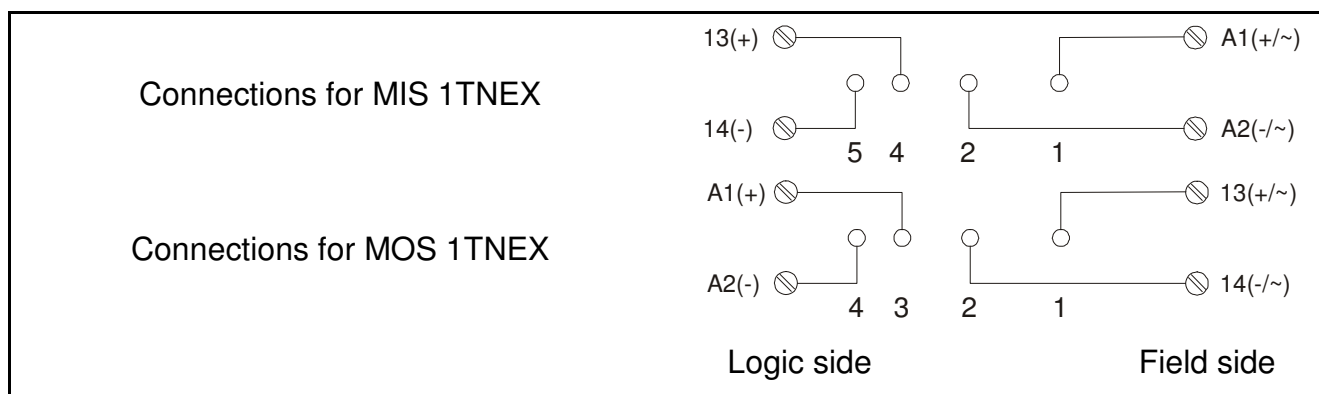 13(+) A1(+/~)
Connections for MIS 1TNEX
14(-) A2(-/~)
5 4 2 1
A1(+) 13(+/~)
Connections for MOS 1TNEX
A2(-) 14(-/~)
4 3 2 1
Logic side Field side